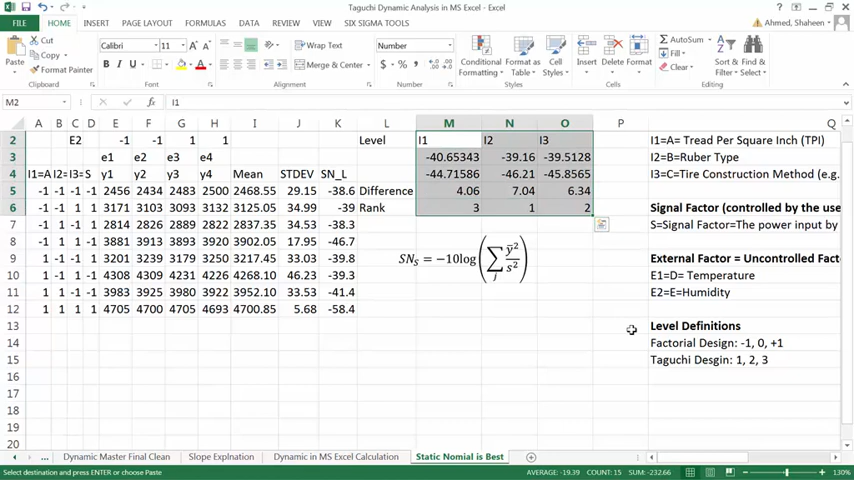 Taguchi Dynamic Analysis in MS Excel - Excel
FILE HOME INSERT PAGE LAYOUT FORMULAS DATA REVIEW VIEW SIX SIGMA TOOLS Ahmed, Shaheen
Cut
Copy
Format Painter
Paste
Clipboard
Calibri 11
B I U
Font
Wrap Text
Merge & Center
Alignment
Number
$ % ,
Number
Conditional Formatting
Format as Table
Cell Styles
Styles
Insert Delete Format
Cells
AutoSum
Fill
Clear
Sort & Filter
Find & Select
Editing
M2 fx I1
A B C D E F G H I J K L M N O P Q
2 E2 -1 -1 1 1 Level I1 I2 I3 I1=A= Tread Per Square Inch (TPI)
3 e1 e2 e3 e4 -40.65343 -39.16 -39.5128 I2=B=Ruber Type
4 I1=A I2= I3= S y1 y2 y3 y4 Mean STDEV SN_L -44.71586 -46.21 -45.8565 I3=C=Tire Construction Method (e.g.
5 -1 -1 -1 -1 2456 2434 2483 2500 2468.55 29.15 -38.6 Difference 4.06 7.04 6.34
6 -1 -1 -1 1 3171 3103 3093 3132 3125.05 34.99 -39 Rank 3 1 2 Signal Factor (controlled by the use
7 -1 1 1 -1 2814 2826 2889 2822 2837.35 34.53 -38.3 S=Signal Factor=The power input by
8 -1 1 1 1 3881 3913 3893 3920 3902.05 17.95 -46.7
9 1 -1 1 -1 3201 3239 3179 3250 3217.45 33.03 -39.8 External Factor = Uncontrolled Facto
10 1 -1 1 1 4308 4309 4231 4226 4268.10 46.23 -39.3 E1=D= Temperature
11 1 1 -1 -1 3983 3925 3980 3922 3952.10 33.53 -41.4 E2=E=Humidity
12 1 1 1 1 4705 4700 4705 4693 4700.85 5.68 -58.4
SN_S = −10log(∑_j ȳ²/s²)
13 Level Definitions
14 Factorial Design: -1, 0, +1
15 Taguchi Desgin: 1, 2, 3
16
17
18
19
20
... Dynamic Master Final Clean Slope Explnation Dynamic in MS Excel Calculation Static Nomial is Best
Select destination and press ENTER or choose Paste AVERAGE: -19.39 COUNT: 15 SUM: -232.66 130%